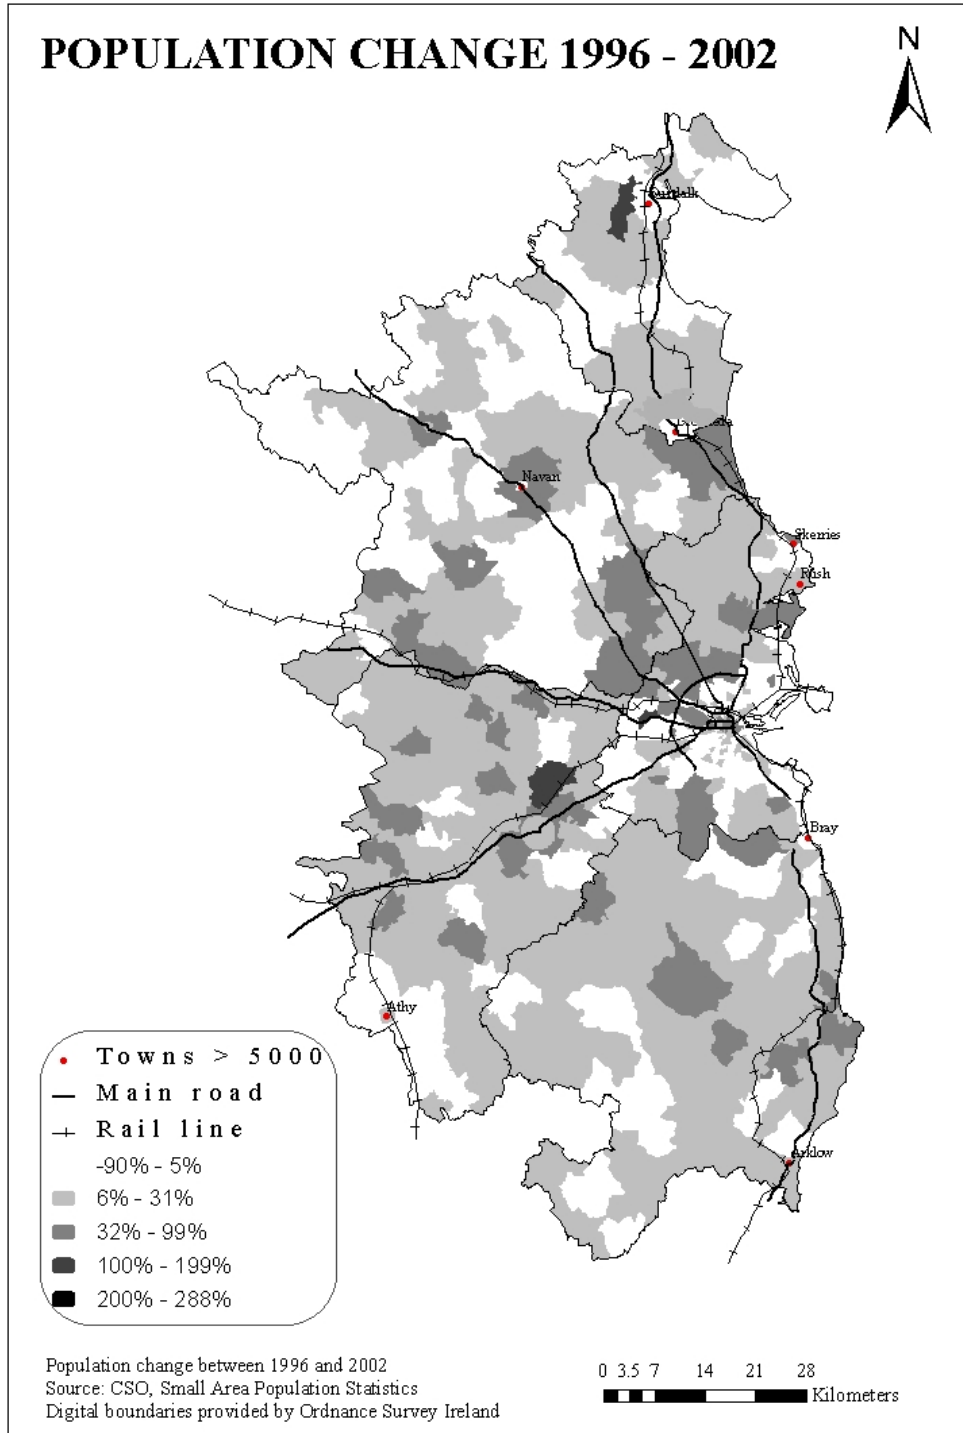 POPULATION CHANGE 1996 - 2002
N
Navan
Skerries
Rush
Bray
Athy
Arklow
Towns > 5000
Main road
Rail line
-90% - 5%
6% - 31%
32% - 99%
100% - 199%
200% - 288%
Population change between 1996 and 2002
Source: CSO, Small Area Population Statistics
Digital boundaries provided by Ordnance Survey Ireland
0 3.5 7 14 21 28
Kilometers